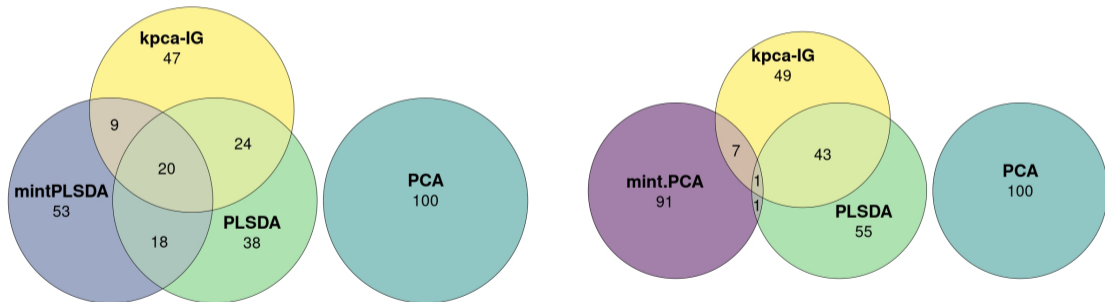 kpca-IG
47
9
24
20
mintPLSDA
53
PLSDA
38
18
PCA
100
kpca-IG
49
7
43
1
1
mint.PCA
91
PLSDA
55
PCA
100